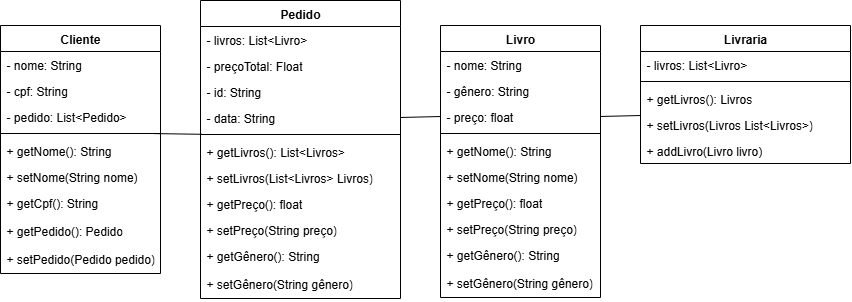 Cliente
- nome: String
- cpf: String
- pedido: List<Pedido>
+ getNome(): String
+ setNome(String nome)
+ getCpf(): String
+ getPedido(): Pedido
+ setPedido(Pedido pedido)
Pedido
- livros: List<Livro>
- preçoTotal: Float
- id: String
- data: String
+ getLivros(): List<Livros>
+ setLivros(List<Livros> Livros)
+ getPreço(): float
+ setPreço(String preço)
+ getGênero(): String
+ setGênero(String gênero)
Livro
- nome: String
- gênero: String
- preço: float
+ getNome(): String
+ setNome(String nome)
+ getPreço(): float
+ setPreço(String preço)
+ getGênero(): String
+ setGênero(String gênero)
Livraria
- livros: List<Livro>
+ getLivros(): Livros
+ setLivros(Livros List<Livros>)
+ addLivro(Livro livro)